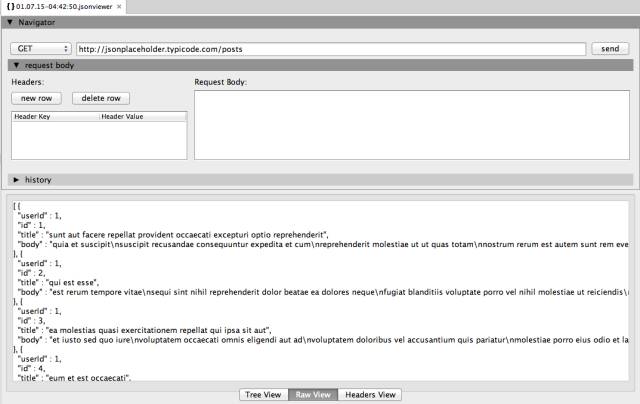 {} 01.07.15-04:42:50.jsonviewer ×
▼ Navigator
GET http://jsonplaceholder.typicode.com/posts send
▼ request body
Headers: Request Body:
new row delete row
Header Key Header Value
► history
[ {
"userId" : 1,
"id" : 1,
"title" : "sunt aut facere repellat provident occaecati excepturi optio reprehenderit",
"body" : "quia et suscipit\nsuscipit recusandae consequuntur expedita et cum\nreprehenderit molestiae ut ut quas totam\nnostrum rerum est autem sunt rem eve
}, {
"userId" : 1,
"id" : 2,
"title" : "qui est esse",
"body" : "est rerum tempore vitae\nsequi sint nihil reprehenderit dolor beatae ea dolores neque\nfugiat blanditiis voluptate porro vel nihil molestiae ut reiciendis\
}, {
"userId" : 1,
"id" : 3,
"title" : "ea molestias quasi exercitationem repellat qui ipsa sit aut",
"body" : "et iusto sed quo iure\nvoluptatem occaecati omnis eligendi aut ad\nvoluptatem doloribus vel accusantium quis pariatur\nmolestiae porro eius odio et la
}, {
"userId" : 1,
"id" : 4,
"title" : "eum et est occaecati",
Tree View Raw View Headers View